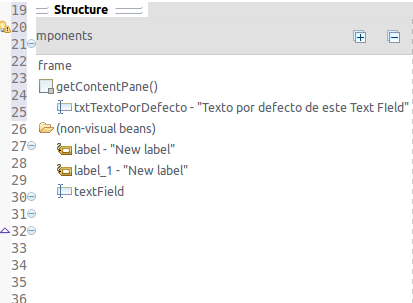 19
Structure
20
21
mponents
22
frame
23
getContentPane()
24
25
txtTextoPorDefecto - "Texto por defecto de este Text FIeld"
26
(non-visual beans)
27
label - "New label"
28
label_1 - "New label"
29
textField
30
31
32
33
34
35
36